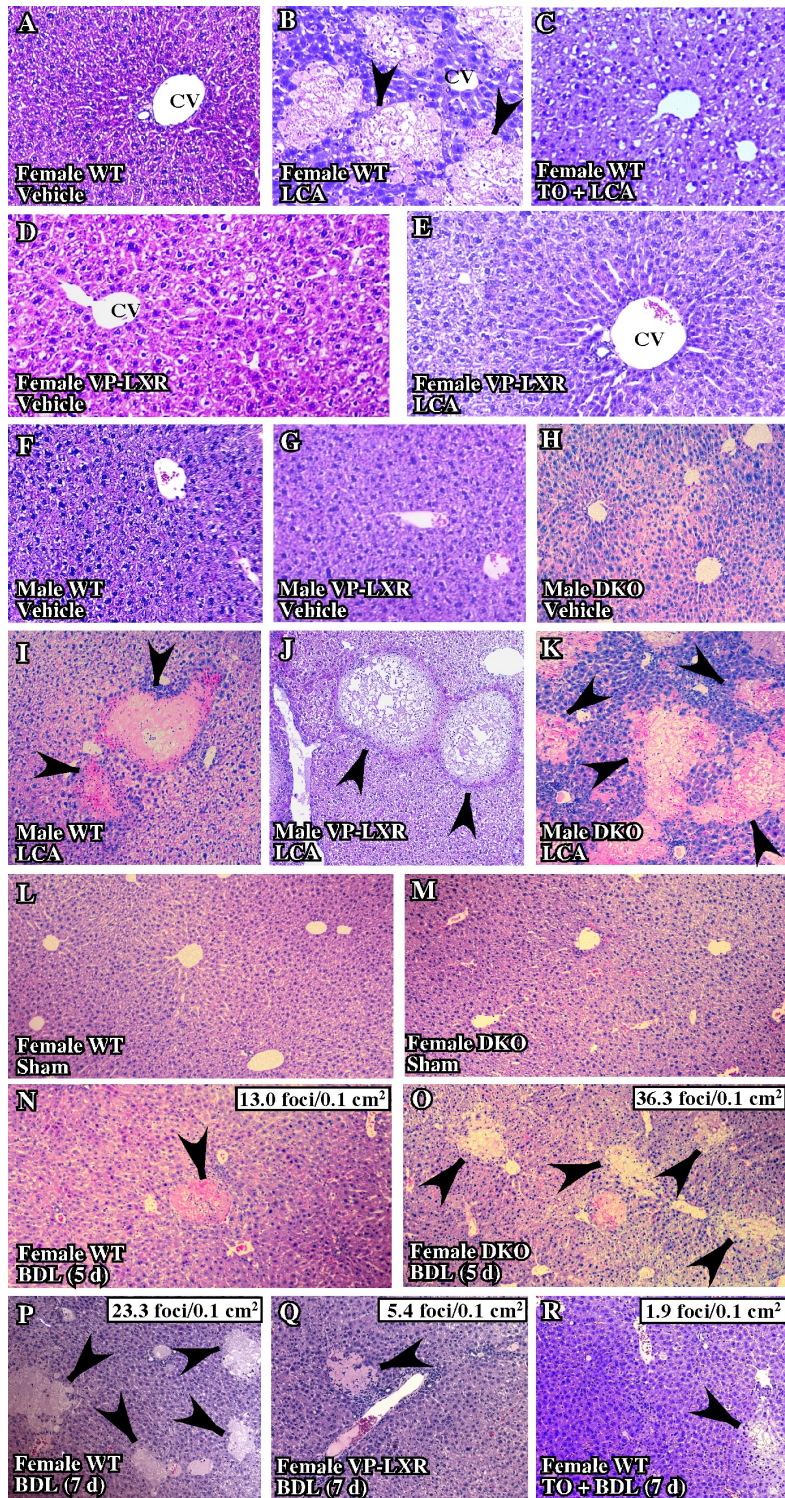 A
CV
Female WT
Vehicle
B
CV
Female WT
LCA
C
Female WT
TO + LCA
D
CV
Female VP-LXR
Vehicle
E
CV
Female VP-LXR
LCA
F
Male WT
Vehicle
G
Male VP-LXR
Vehicle
H
Male DKO
Vehicle
I
Male WT
LCA
J
Male VP-LXR
LCA
K
Male DKO
LCA
L
Female WT
Sham
M
Female DKO
Sham
N
13.0 foci/0.1 cm²
Female WT
BDL (5 d)
O
36.3 foci/0.1 cm²
Female DKO
BDL (5 d)
P
23.3 foci/0.1 cm²
Female WT
BDL (7 d)
Q
5.4 foci/0.1 cm²
Female VP-LXR
BDL (7 d)
R
1.9 foci/0.1 cm²
Female WT
TO + BDL (7 d)